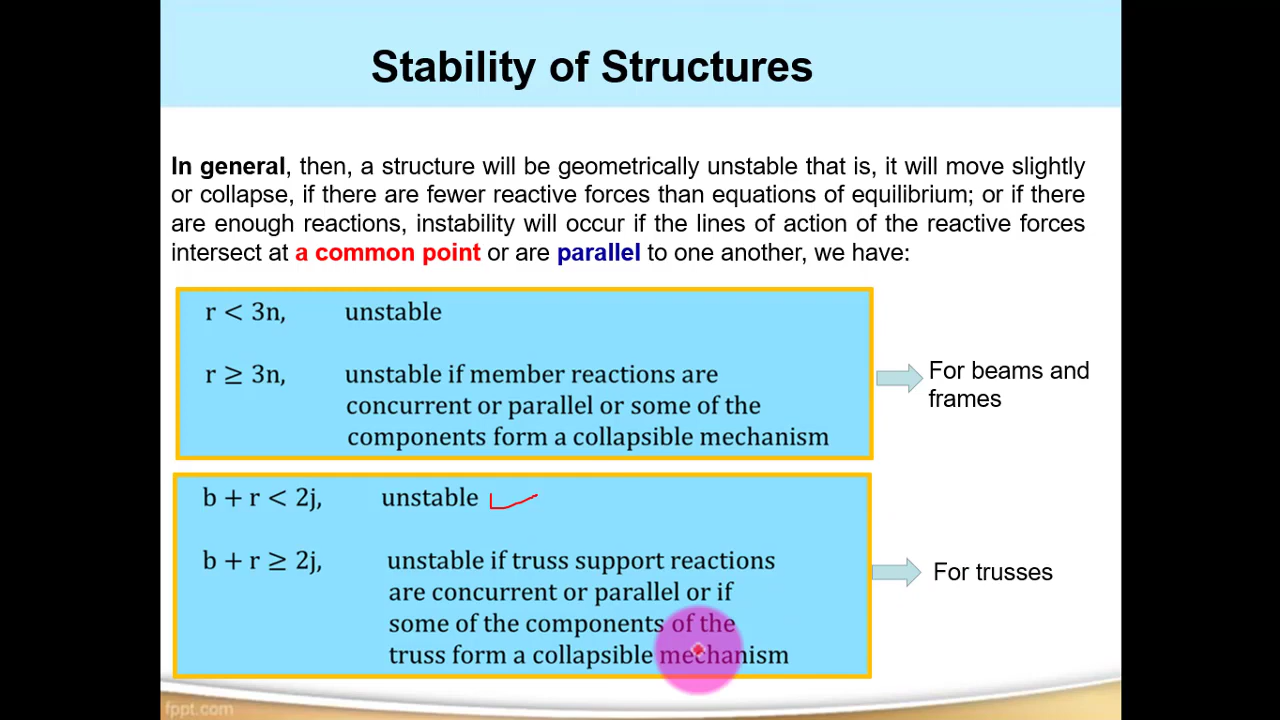 Stability of Structures
In general, then, a structure will be geometrically unstable that is, it will move slightly
or collapse, if there are fewer reactive forces than equations of equilibrium; or if there
are enough reactions, instability will occur if the lines of action of the reactive forces
intersect at a common point or are parallel to one another, we have:
r < 3n, unstable
r ≥ 3n, unstable if member reactions are
concurrent or parallel or some of the
components form a collapsible mechanism
For beams and
frames
b + r < 2j, unstable
b + r ≥ 2j, unstable if truss support reactions
are concurrent or parallel or if
some of the components of the
truss form a collapsible mechanism
For trusses
fppt.com